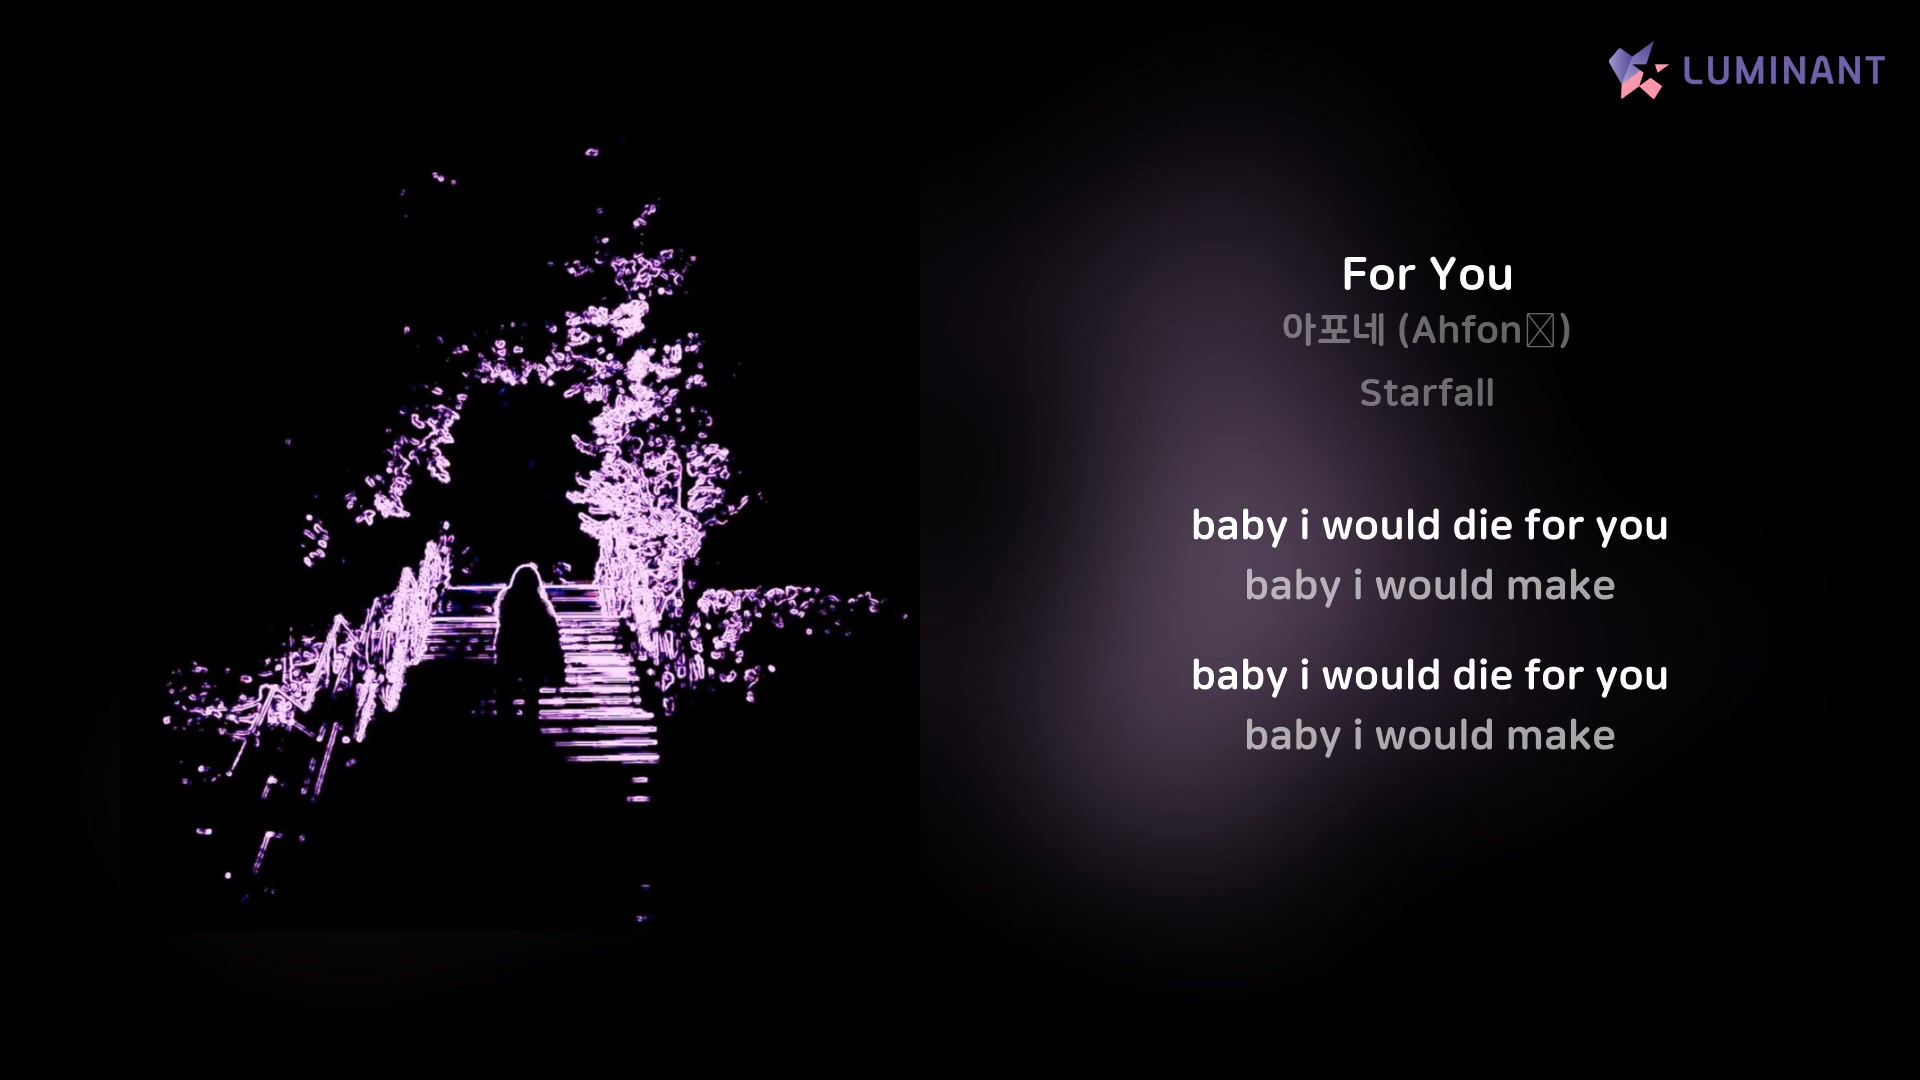 LUMINANT
For You
아포네 (Ahfon)
Starfall
baby i would die for you
baby i would make
baby i would die for you
baby i would make